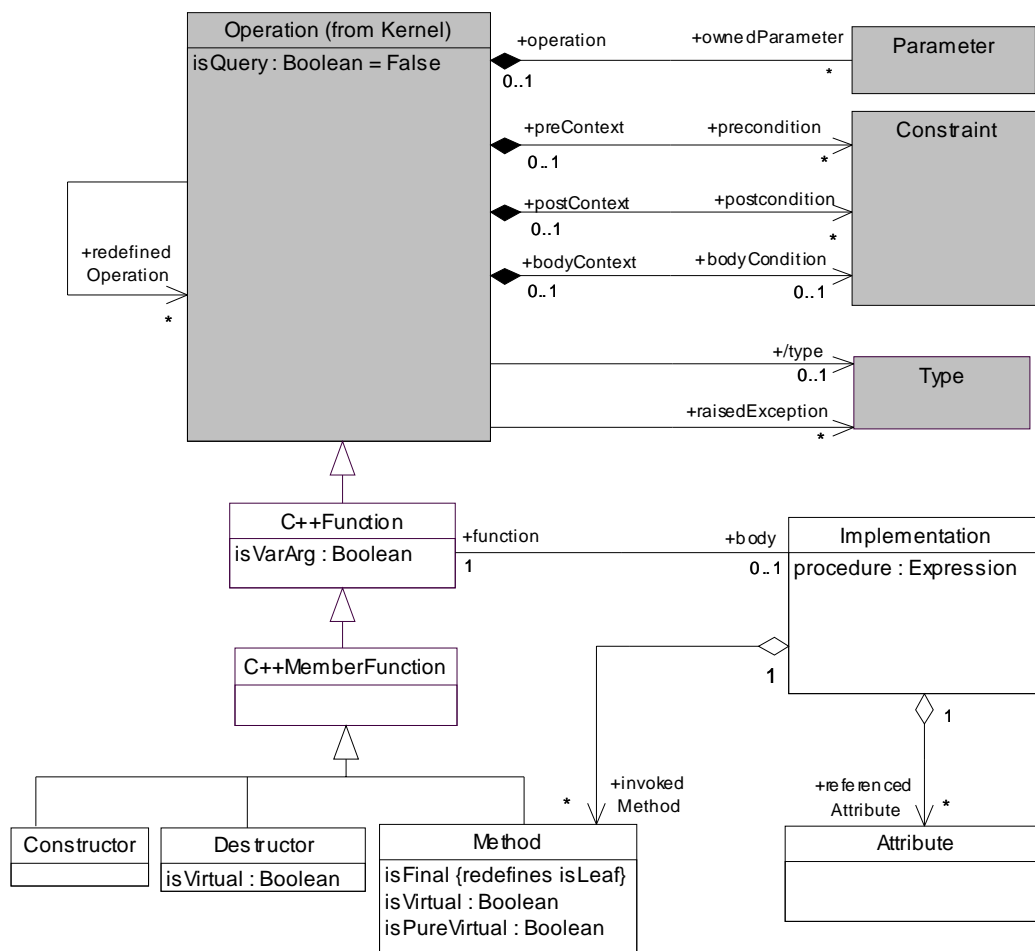 Operation (from Kernel)
isQuery : Boolean = False
+operation
0..1
+ownedParameter
*
Parameter
+preContext
0..1
+precondition
*
Constraint
+postContext
0..1
+postcondition
*
+bodyContext
0..1
+bodyCondition
0..1
+redefined
Operation
*
+/type
0..1
Type
+raisedException
*
C++Function
isVarArg : Boolean
+function
1
+body
0..1
Implementation
procedure : Expression
C++MemberFunction
1
1
+invoked
Method
*
+referenced
Attribute
*
Constructor
Destructor
isVirtual : Boolean
Method
isFinal {redefines isLeaf}
isVirtual : Boolean
isPureVirtual : Boolean
Attribute